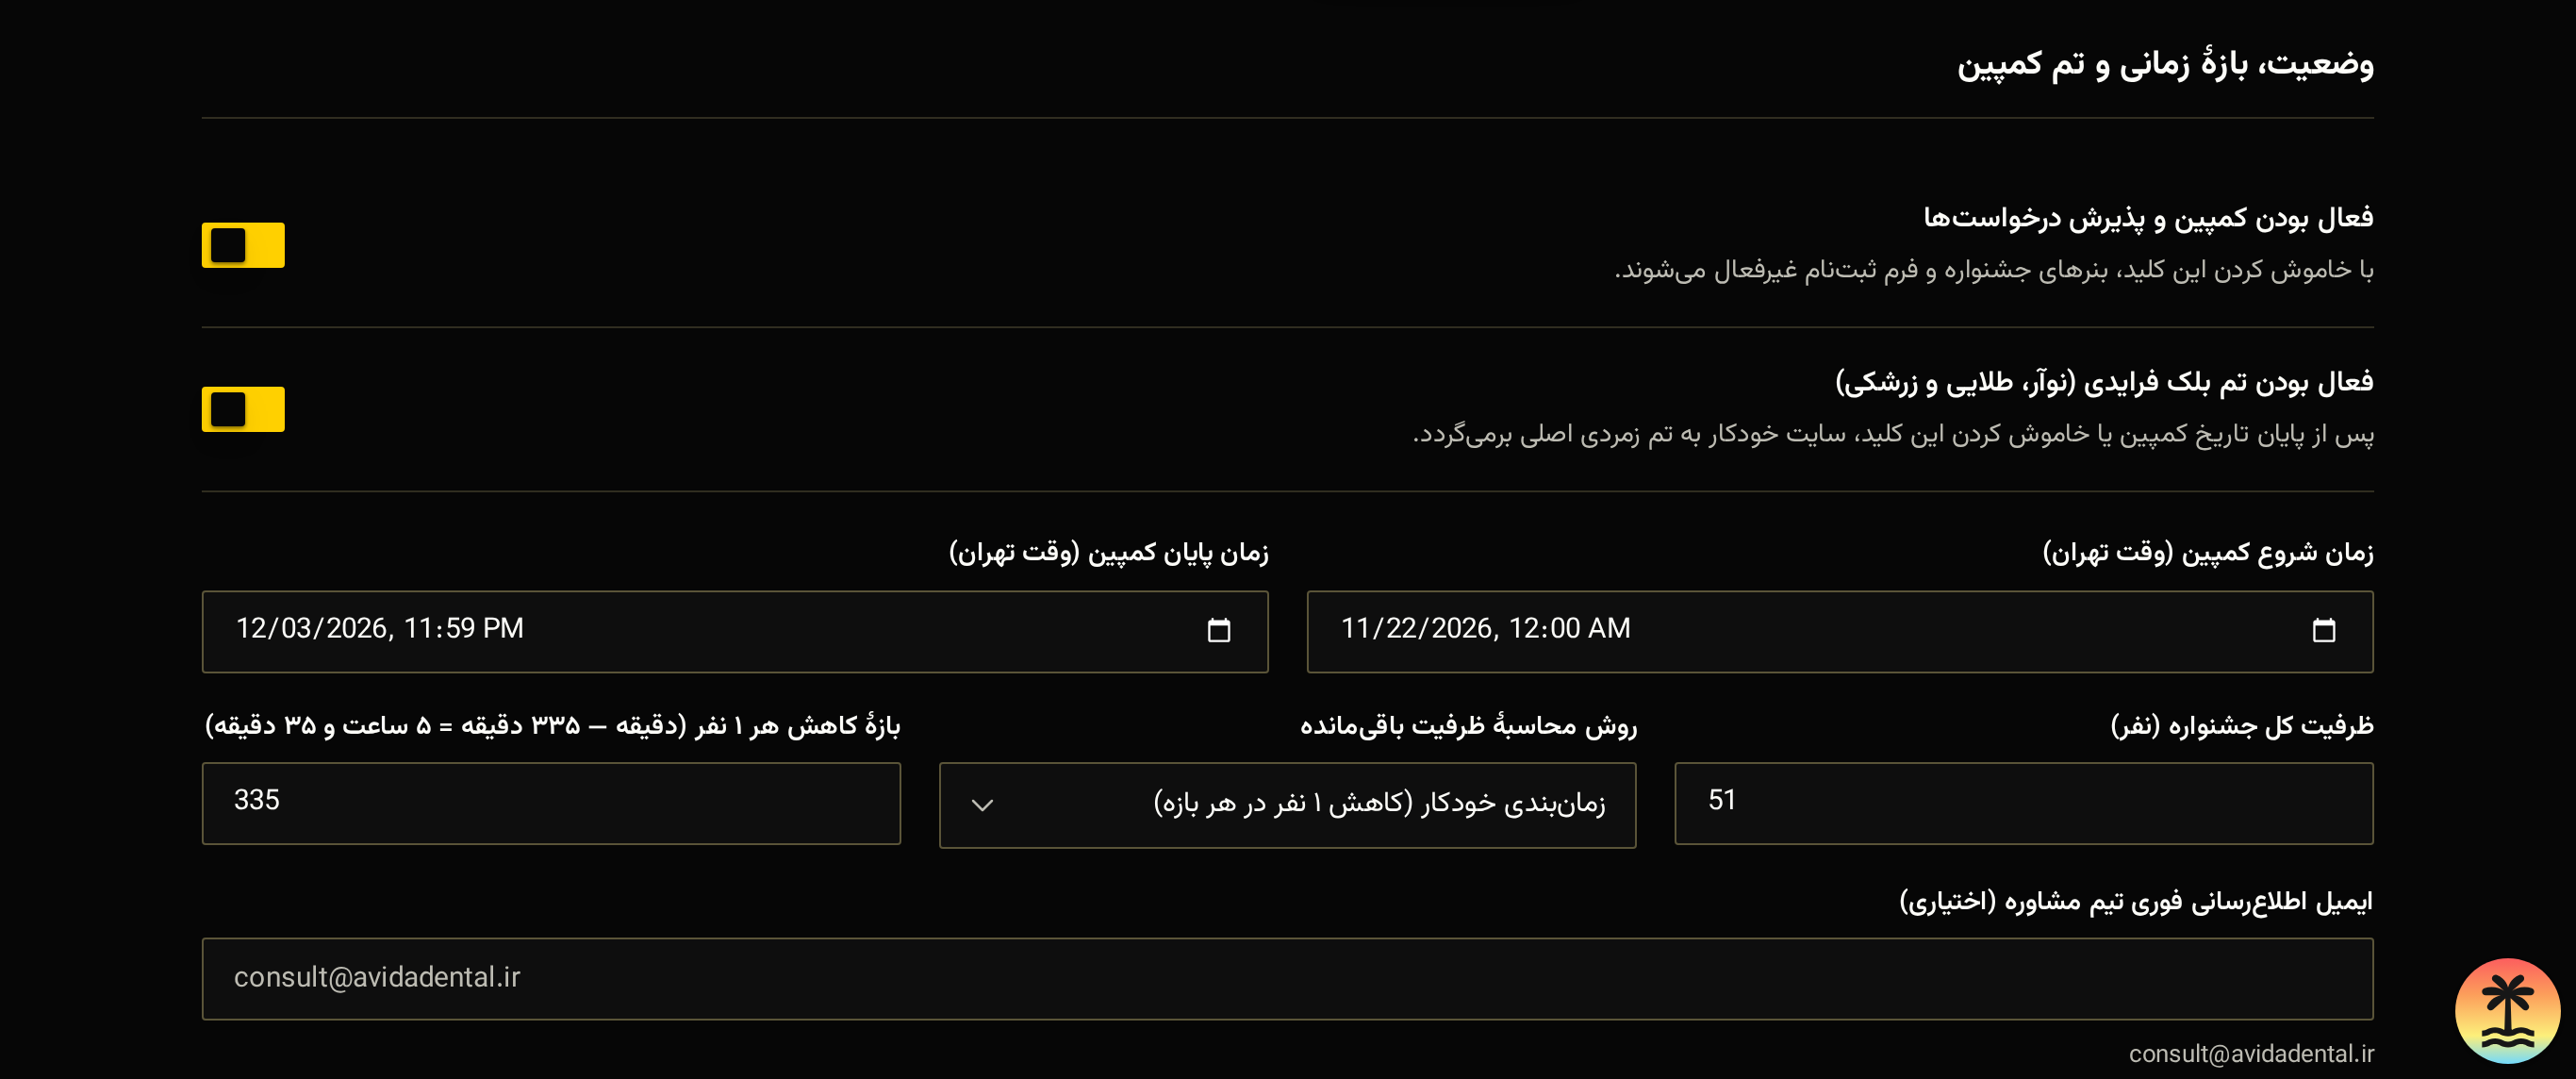 وضعیت، بازهٔ زمانی و تم کمپین
فعال بودن کمپین و پذیرش درخواست‌ها
با خاموش کردن این کلید، بنرهای جشنواره و فرم ثبت‌نام غیرفعال می‌شوند.
فعال بودن تم بلک فرایدی (نوآر، طلایی و زرشکی)
پس از پایان تاریخ کمپین یا خاموش کردن این کلید، سایت خودکار به تم زمردی اصلی برمی‌گردد.
زمان شروع کمپین (وقت تهران)
11/22/2026, 12:00 AM
زمان پایان کمپین (وقت تهران)
12/03/2026, 11:59 PM
ظرفیت کل جشنواره (نفر)
51
روش محاسبهٔ ظرفیت باقی‌مانده
زمان‌بندی خودکار (کاهش ۱ نفر در هر بازه)
بازهٔ کاهش هر ۱ نفر (دقیقه — ۳۳۵ دقیقه = ۵ ساعت و ۳۵ دقیقه)
335
ایمیل اطلاع‌رسانی فوری تیم مشاوره (اختیاری)
consult@avidadental.ir
consult@avidadental.ir